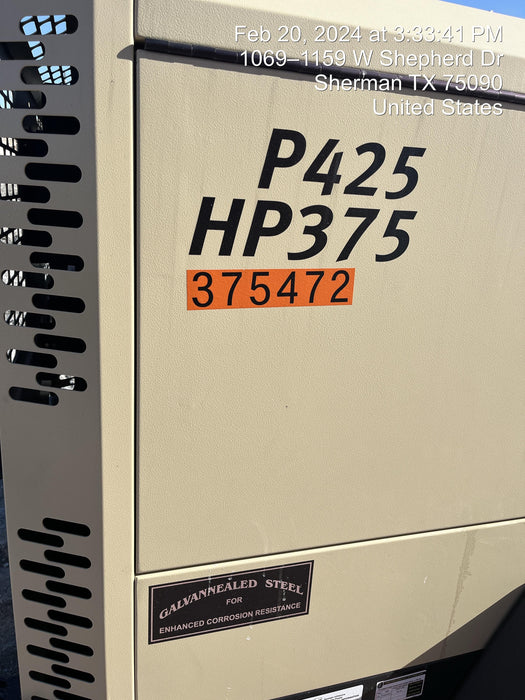 Feb 20, 2024 at 3:33:41 PM
1069–1159 W Shepherd Dr
Sherman TX 75090
United States
P425
HP375
375472
GALVANNEALED STEEL
FOR
ENHANCED CORROSION RESISTANCE